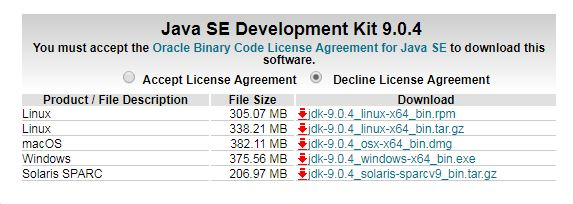 Java SE Development Kit 9.0.4
You must accept the Oracle Binary Code License Agreement for Java SE to download this
software.
Accept License Agreement Decline License Agreement
Product / File Description File Size Download
Linux 305.07 MB jdk-9.0.4_linux-x64_bin.rpm
Linux 338.21 MB jdk-9.0.4_linux-x64_bin.tar.gz
macOS 382.11 MB jdk-9.0.4_osx-x64_bin.dmg
Windows 375.56 MB jdk-9.0.4_windows-x64_bin.exe
Solaris SPARC 206.97 MB jdk-9.0.4_solaris-sparcv9_bin.tar.gz